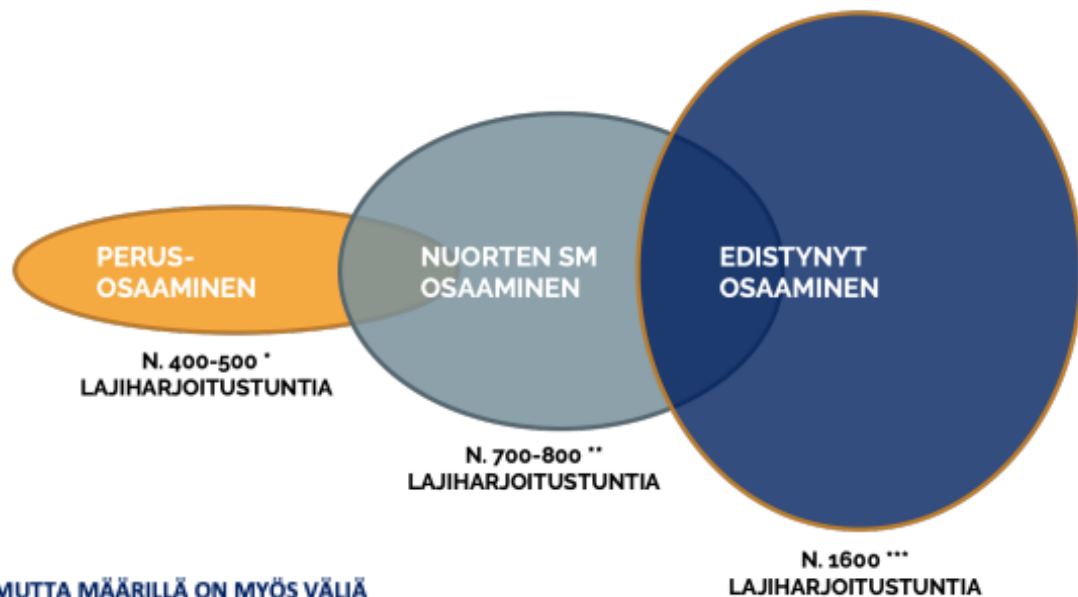 PERUS-
OSAAMINEN
NUORTEN SM
OSAAMINEN
EDISTYNYT
OSAAMINEN
N. 400-500 *
LAJIHARJOITUSTUNTIA
N. 700-800 **
LAJIHARJOITUSTUNTIA
N. 1600 ***
LAJIHARJOITUSTUNTIA
MUTTA MÄÄRILLÄ ON MYÖS VÄLIÄ